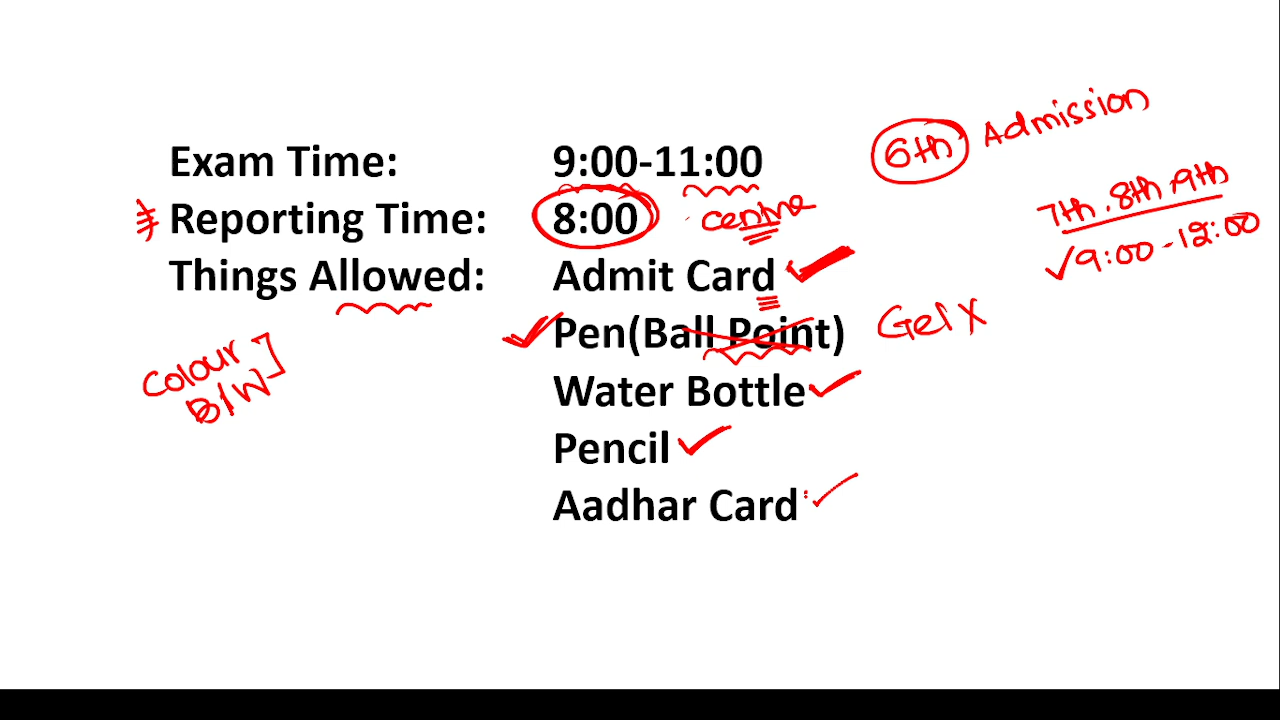 6th Admission
Exam Time: 9:00-11:00
7th. 8th. 9th
Reporting Time: 8:00 centre
9:00-12:00
Things Allowed: Admit Card
Pen(Ball Point) Gel X
Colour
B/W
Water Bottle
Pencil
Aadhar Card